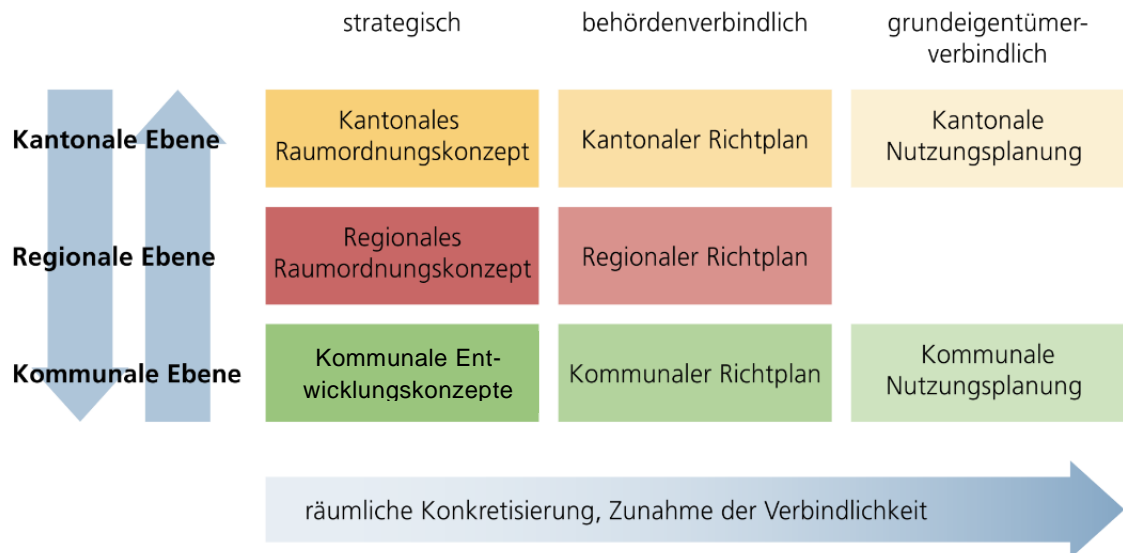 strategisch
behördenverbindlich
grundeigentümer-
verbindlich
Kantonale Ebene
Kantonales
Raumordnungskonzept
Kantonaler Richtplan
Kantonale
Nutzungsplanung
Regionale Ebene
Regionales
Raumordnungskonzept
Regionaler Richtplan
Kommunale Ebene
Kommunale Ent-
wicklungskonzepte
Kommunaler Richtplan
Kommunale
Nutzungsplanung
räumliche Konkretisierung, Zunahme der Verbindlichkeit